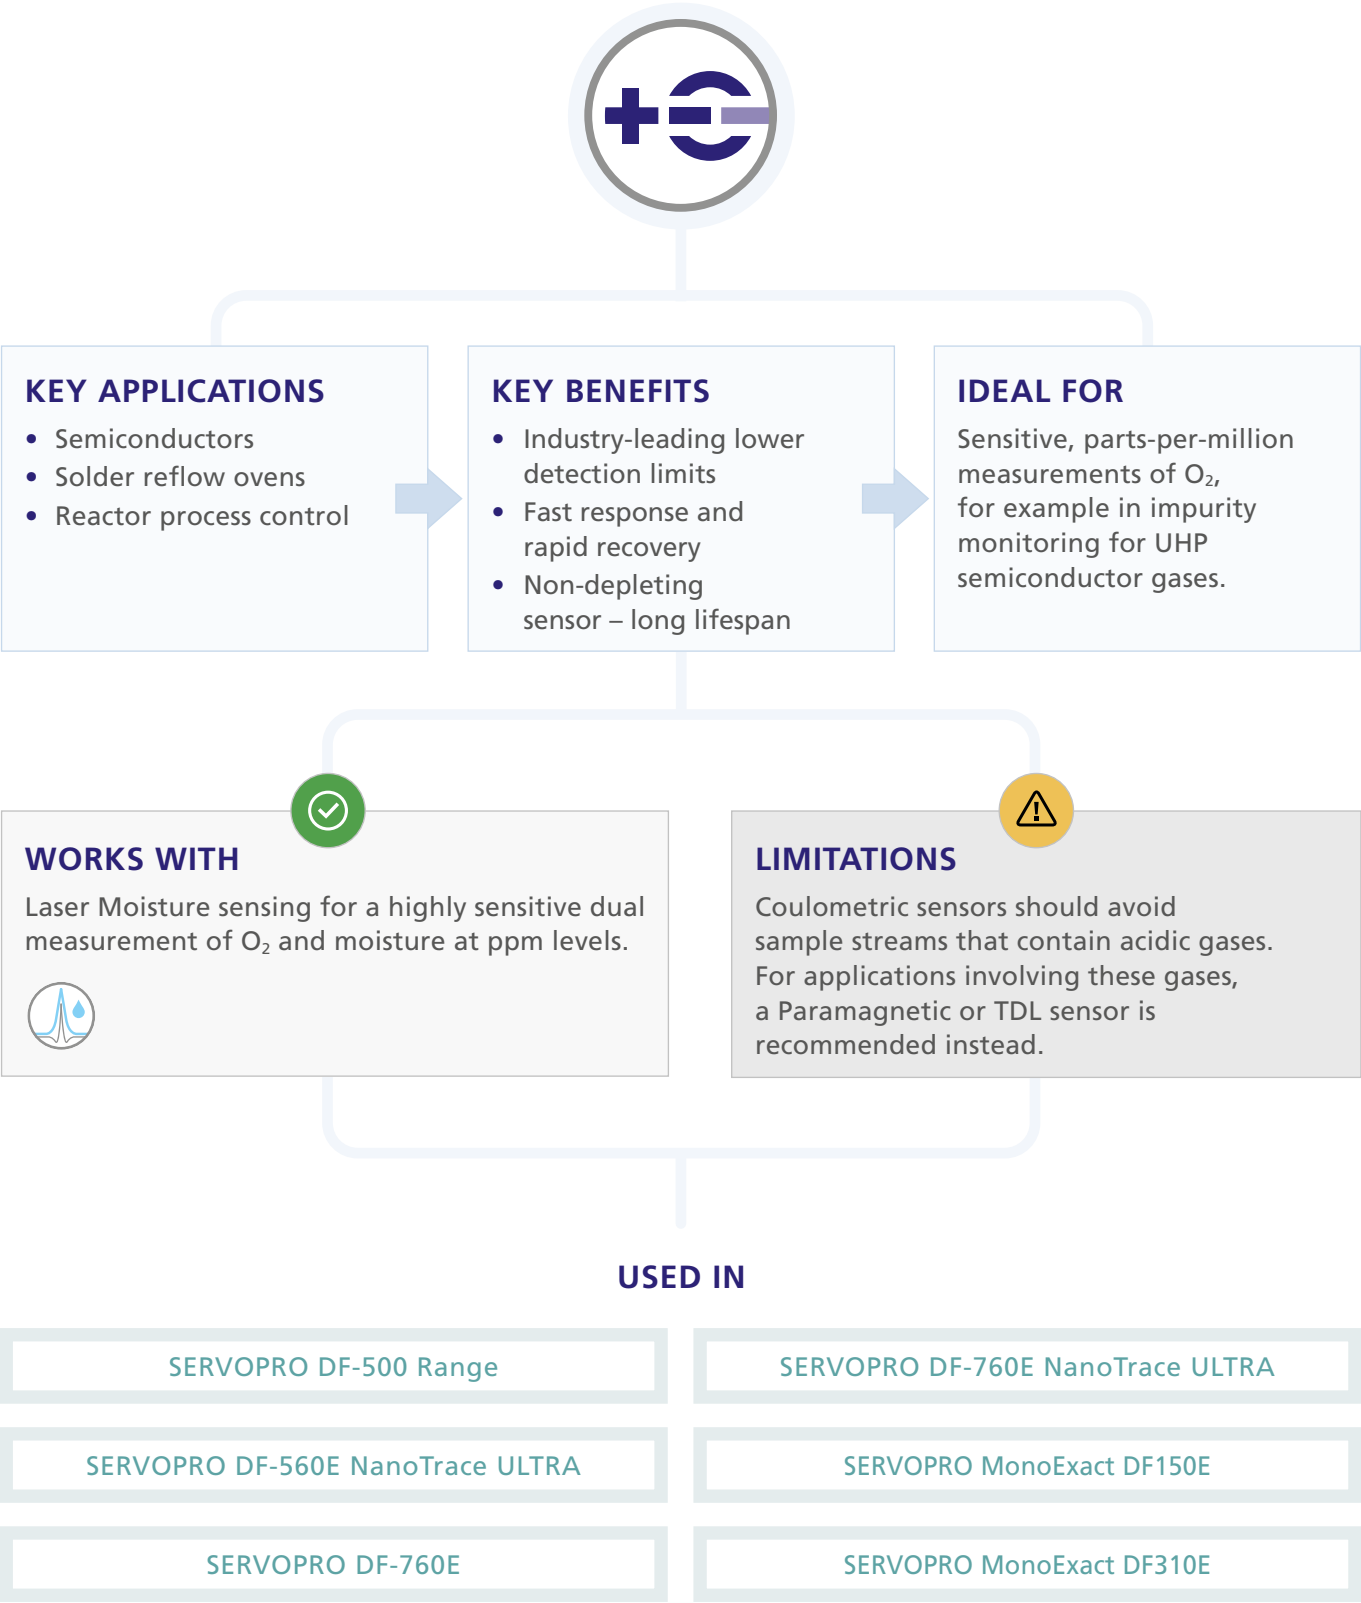 KEY APPLICATIONS
• Semiconductors
• Solder reflow ovens
• Reactor process control
KEY BENEFITS
• Industry-leading lower
detection limits
• Fast response and
rapid recovery
• Non-depleting
sensor – long lifespan
IDEAL FOR
Sensitive, parts-per-million
measurements of O₂,
for example in impurity
monitoring for UHP
semiconductor gases.
WORKS WITH
Laser Moisture sensing for a highly sensitive dual
measurement of O₂ and moisture at ppm levels.
LIMITATIONS
Coulometric sensors should avoid
sample streams that contain acidic gases.
For applications involving these gases,
a Paramagnetic or TDL sensor is
recommended instead.
USED IN
SERVOPRO DF-500 Range
SERVOPRO DF-760E NanoTrace ULTRA
SERVOPRO DF-560E NanoTrace ULTRA
SERVOPRO MonoExact DF150E
SERVOPRO DF-760E
SERVOPRO MonoExact DF310E